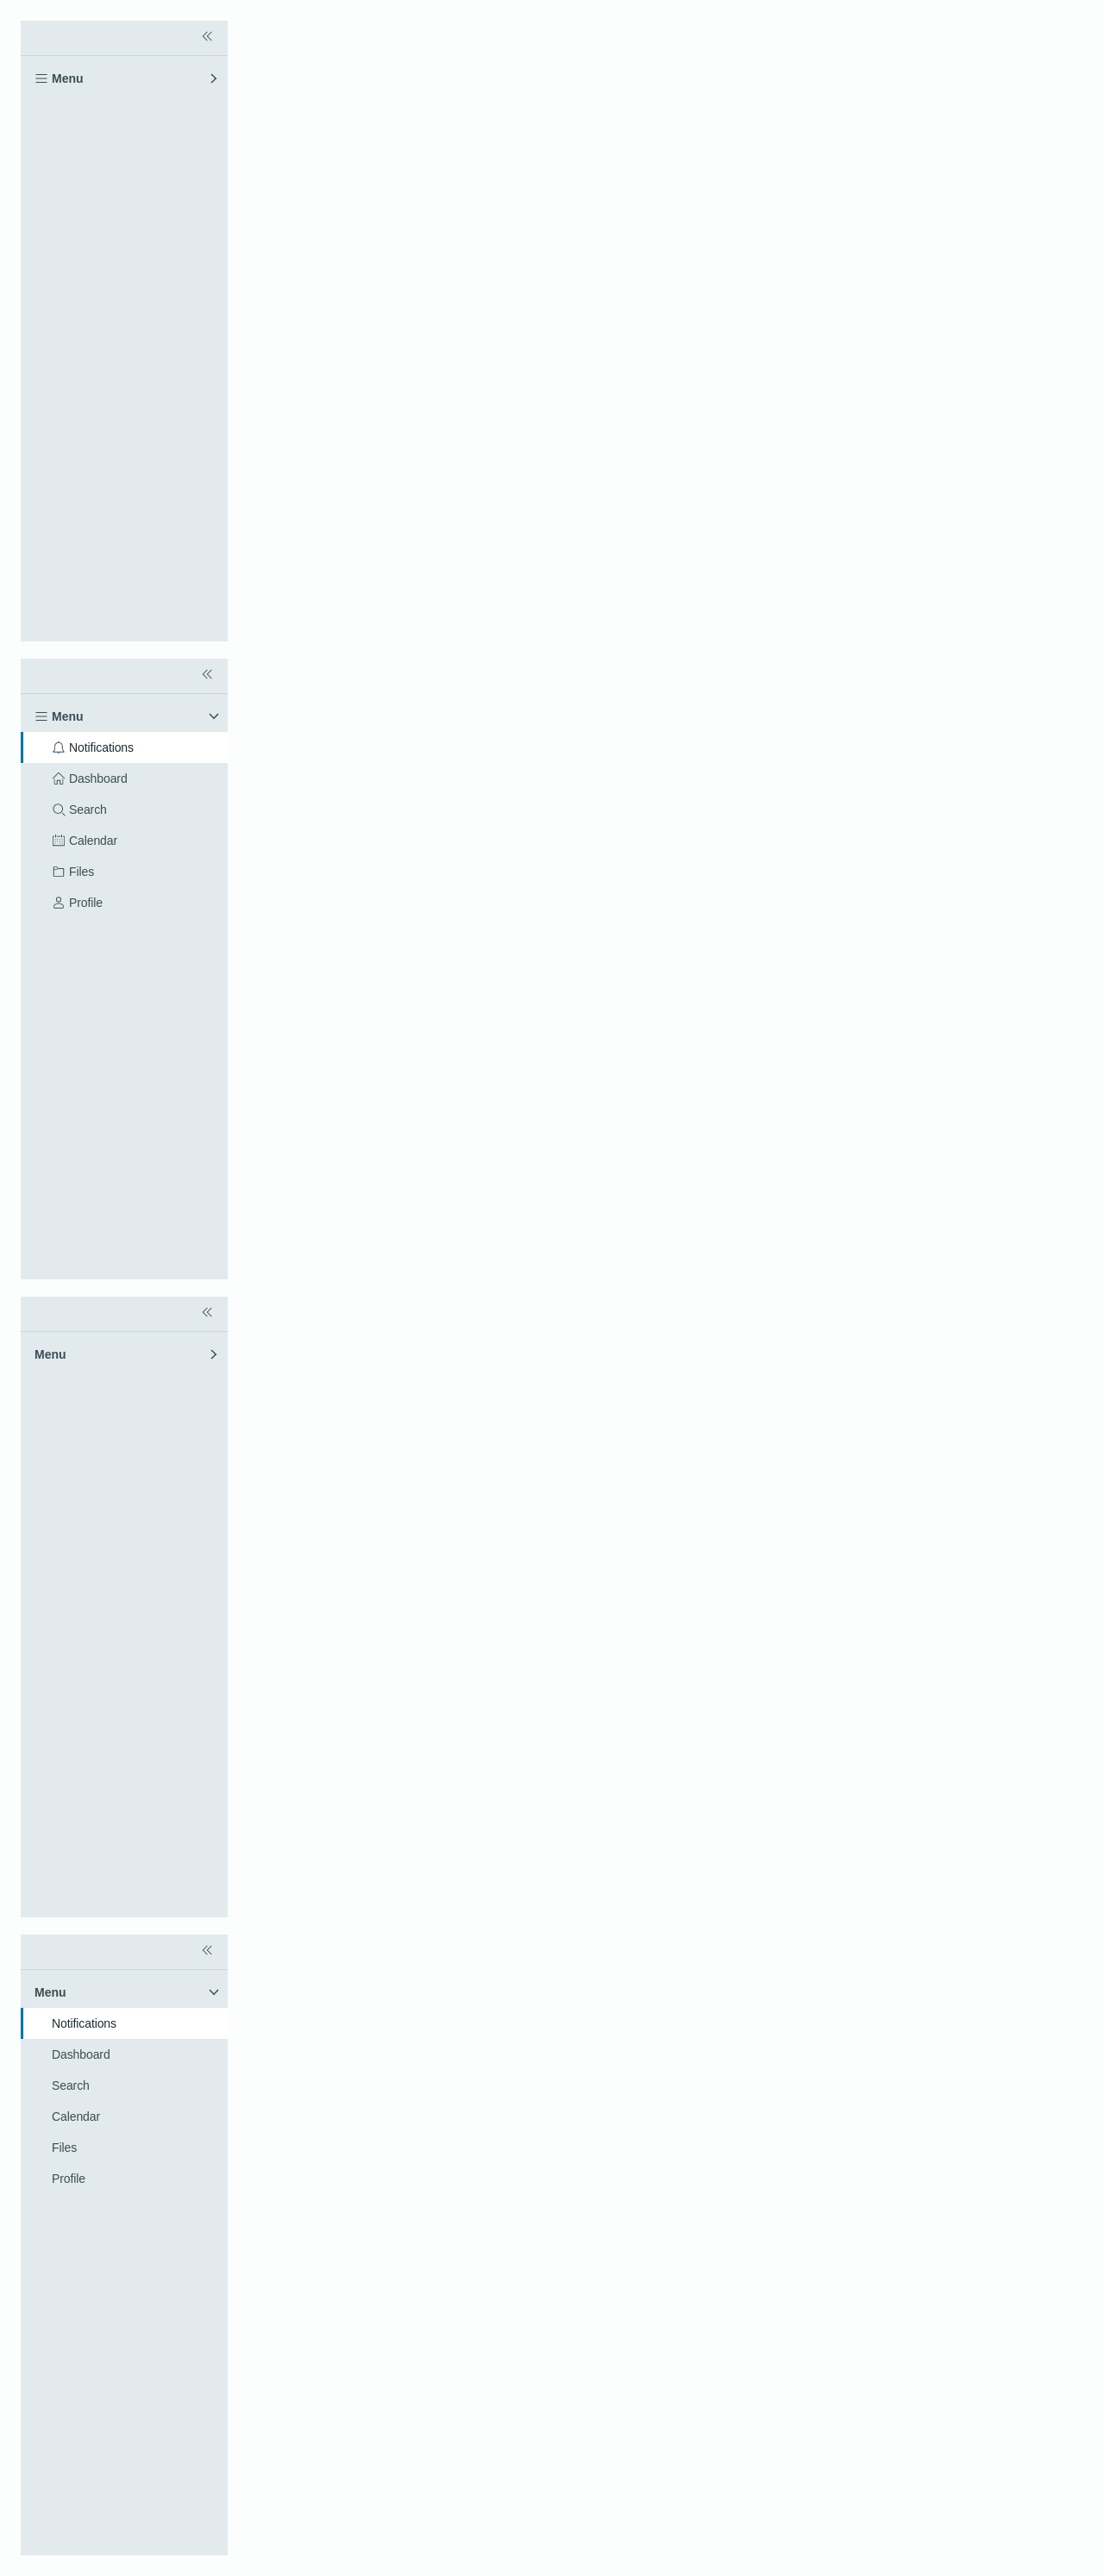 Menu
Menu
Notifications
Dashboard
Search
Calendar
Files
Profile
Menu
Menu
Notifications
Dashboard
Search
Calendar
Files
Profile